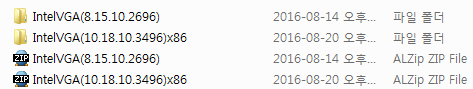 IntelVGA(8.15.10.2696) 2016-08-14 오후... 파일 폴더
IntelVGA(10.18.10.3496)x86 2016-08-20 오후... 파일 폴더
ZIP IntelVGA(8.15.10.2696) 2016-08-14 오후... ALZip ZIP File
ZIP IntelVGA(10.18.10.3496)x86 2016-08-20 오후... ALZip ZIP File